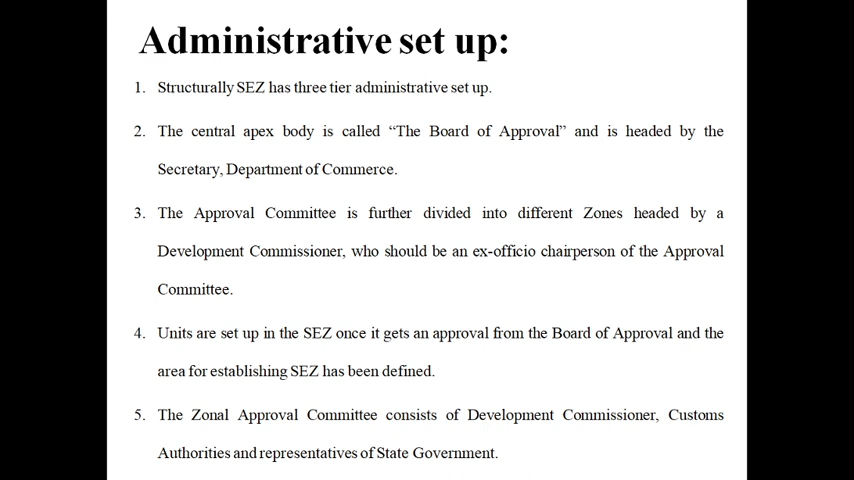 Administrative set up:
1. Structurally SEZ has three tier administrative set up.
2. The central apex body is called “The Board of Approval” and is headed by the
Secretary, Department of Commerce.
3. The Approval Committee is further divided into different Zones headed by a
Development Commissioner, who should be an ex-officio chairperson of the Approval
Committee.
4. Units are set up in the SEZ once it gets an approval from the Board of Approval and the
area for establishing SEZ has been defined.
5. The Zonal Approval Committee consists of Development Commissioner, Customs
Authorities and representatives of State Government.